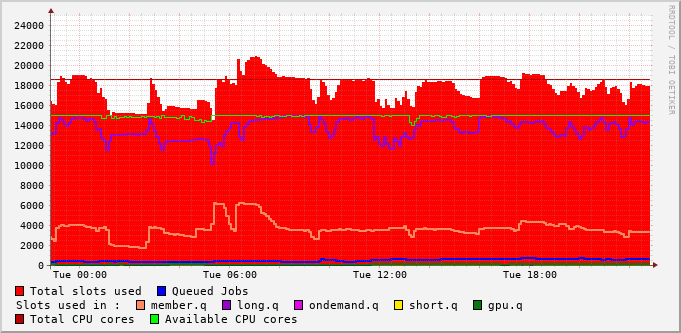 RRDTOOL / TOBI OETIKER
24000
22000
20000
18000
16000
14000
12000
10000
8000
6000
4000
2000
0
Tue 00:00 Tue 06:00 Tue 12:00 Tue 18:00
Total slots used Queued Jobs
Slots used in : member.q long.q ondemand.q short.q gpu.q
Total CPU cores Available CPU cores